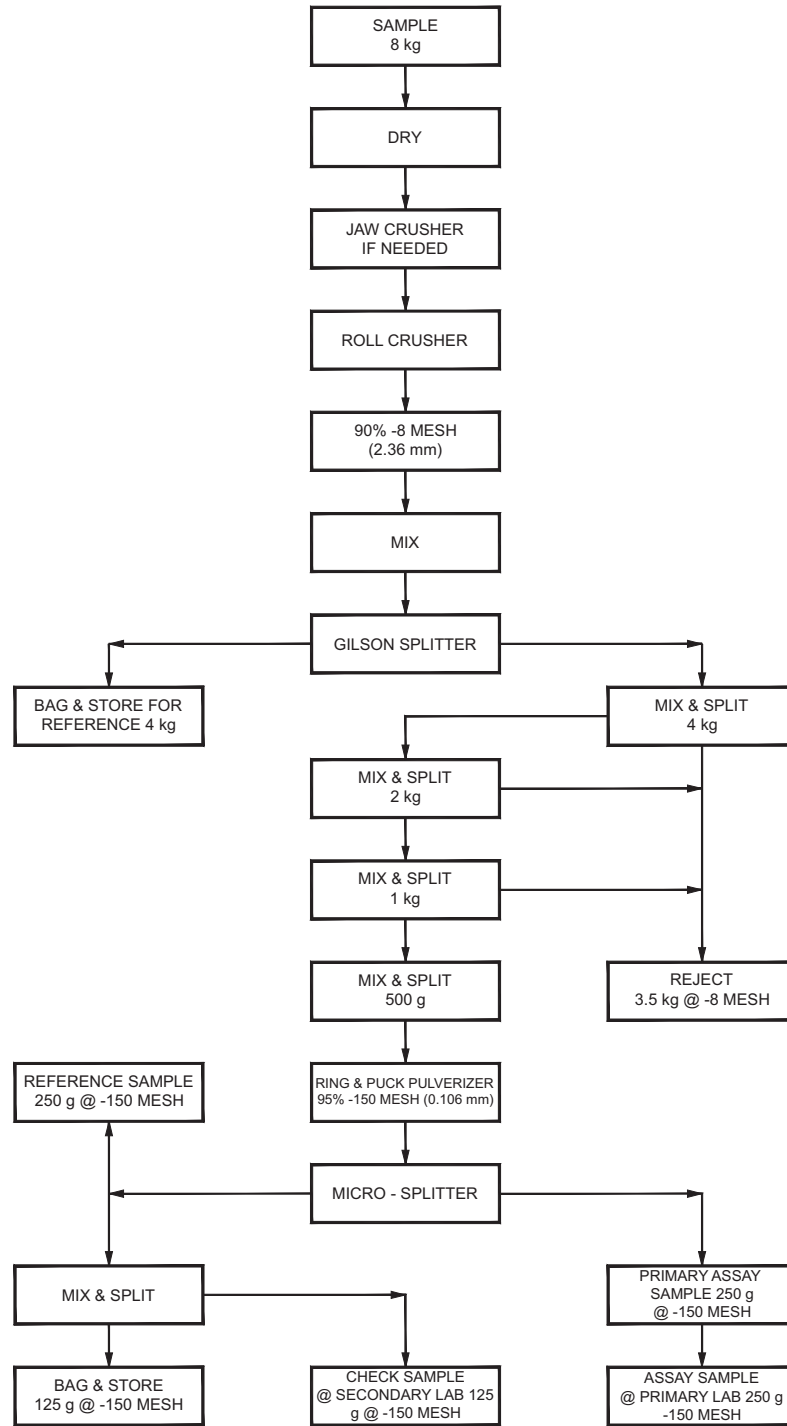 SAMPLE
8 kg
DRY
JAW CRUSHER
IF NEEDED
ROLL CRUSHER
90% -8 MESH
(2.36 mm)
MIX
GILSON SPLITTER
BAG & STORE FOR
REFERENCE 4 kg
MIX & SPLIT
4 kg
MIX & SPLIT
2 kg
MIX & SPLIT
1 kg
MIX & SPLIT
500 g
REJECT
3.5 kg @ -8 MESH
REFERENCE SAMPLE
250 g @ -150 MESH
RING & PUCK PULVERIZER
95% -150 MESH (0.106 mm)
MICRO - SPLITTER
MIX & SPLIT
PRIMARY ASSAY
SAMPLE 250 g
@ -150 MESH
BAG & STORE
125 g @ -150 MESH
CHECK SAMPLE
@ SECONDARY LAB 125
g @ -150 MESH
ASSAY SAMPLE
@ PRIMARY LAB 250 g
-150 MESH